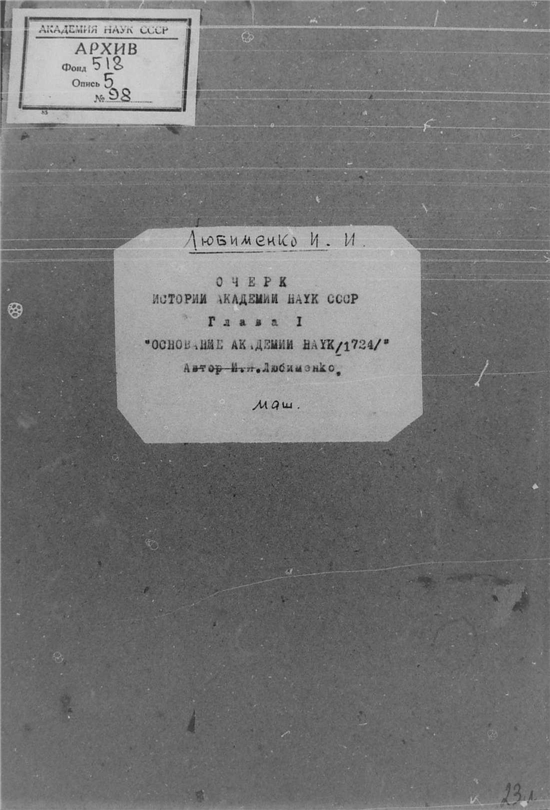 АКАДЕМИЯ НАУК СССР
АРХИВ
Фонд 518
Опись 5
№ 98
Любименко И. И.
ОЧЕРК
ИСТОРИИ АКАДЕМИИ НАУК СССР
Глава I
"ОСНОВАНИЕ АКАДЕМИИ НАУК/1724/"
Автор И.И.Любименко.
маш.